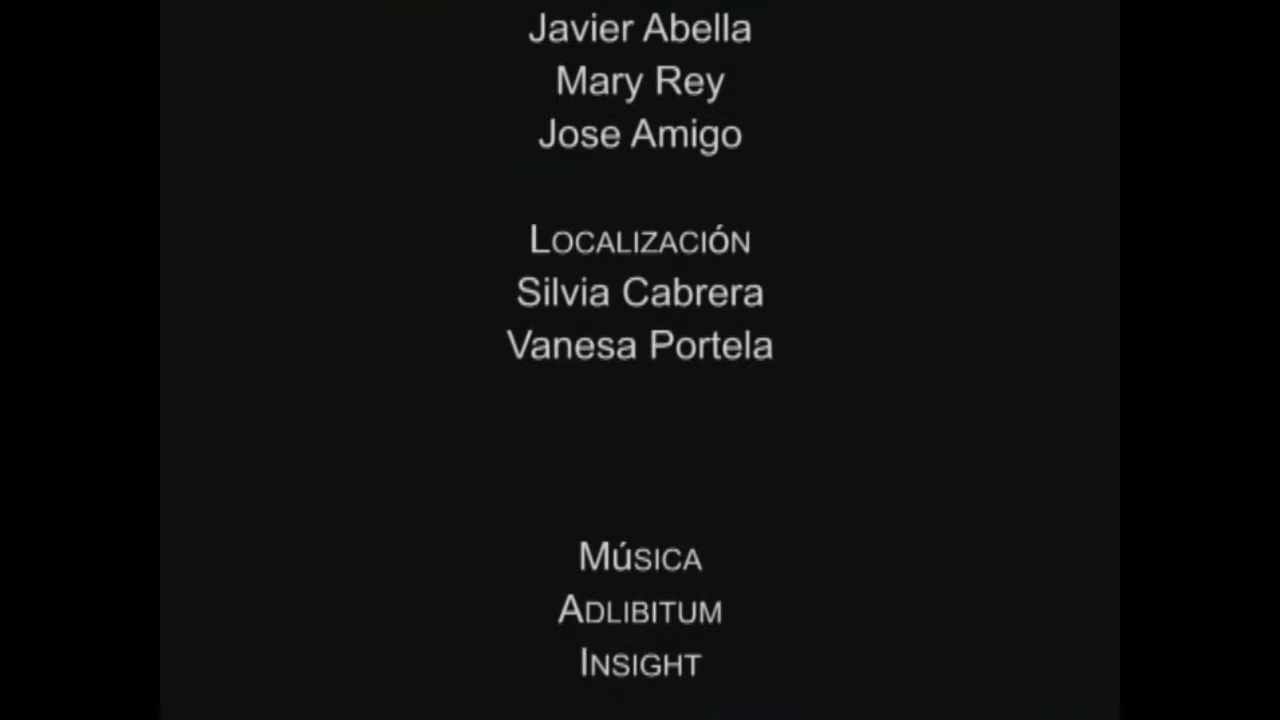 Javier Abella
Mary Rey
Jose Amigo
Localización
Silvia Cabrera
Vanesa Portela
Música
Adlibitum
Insight